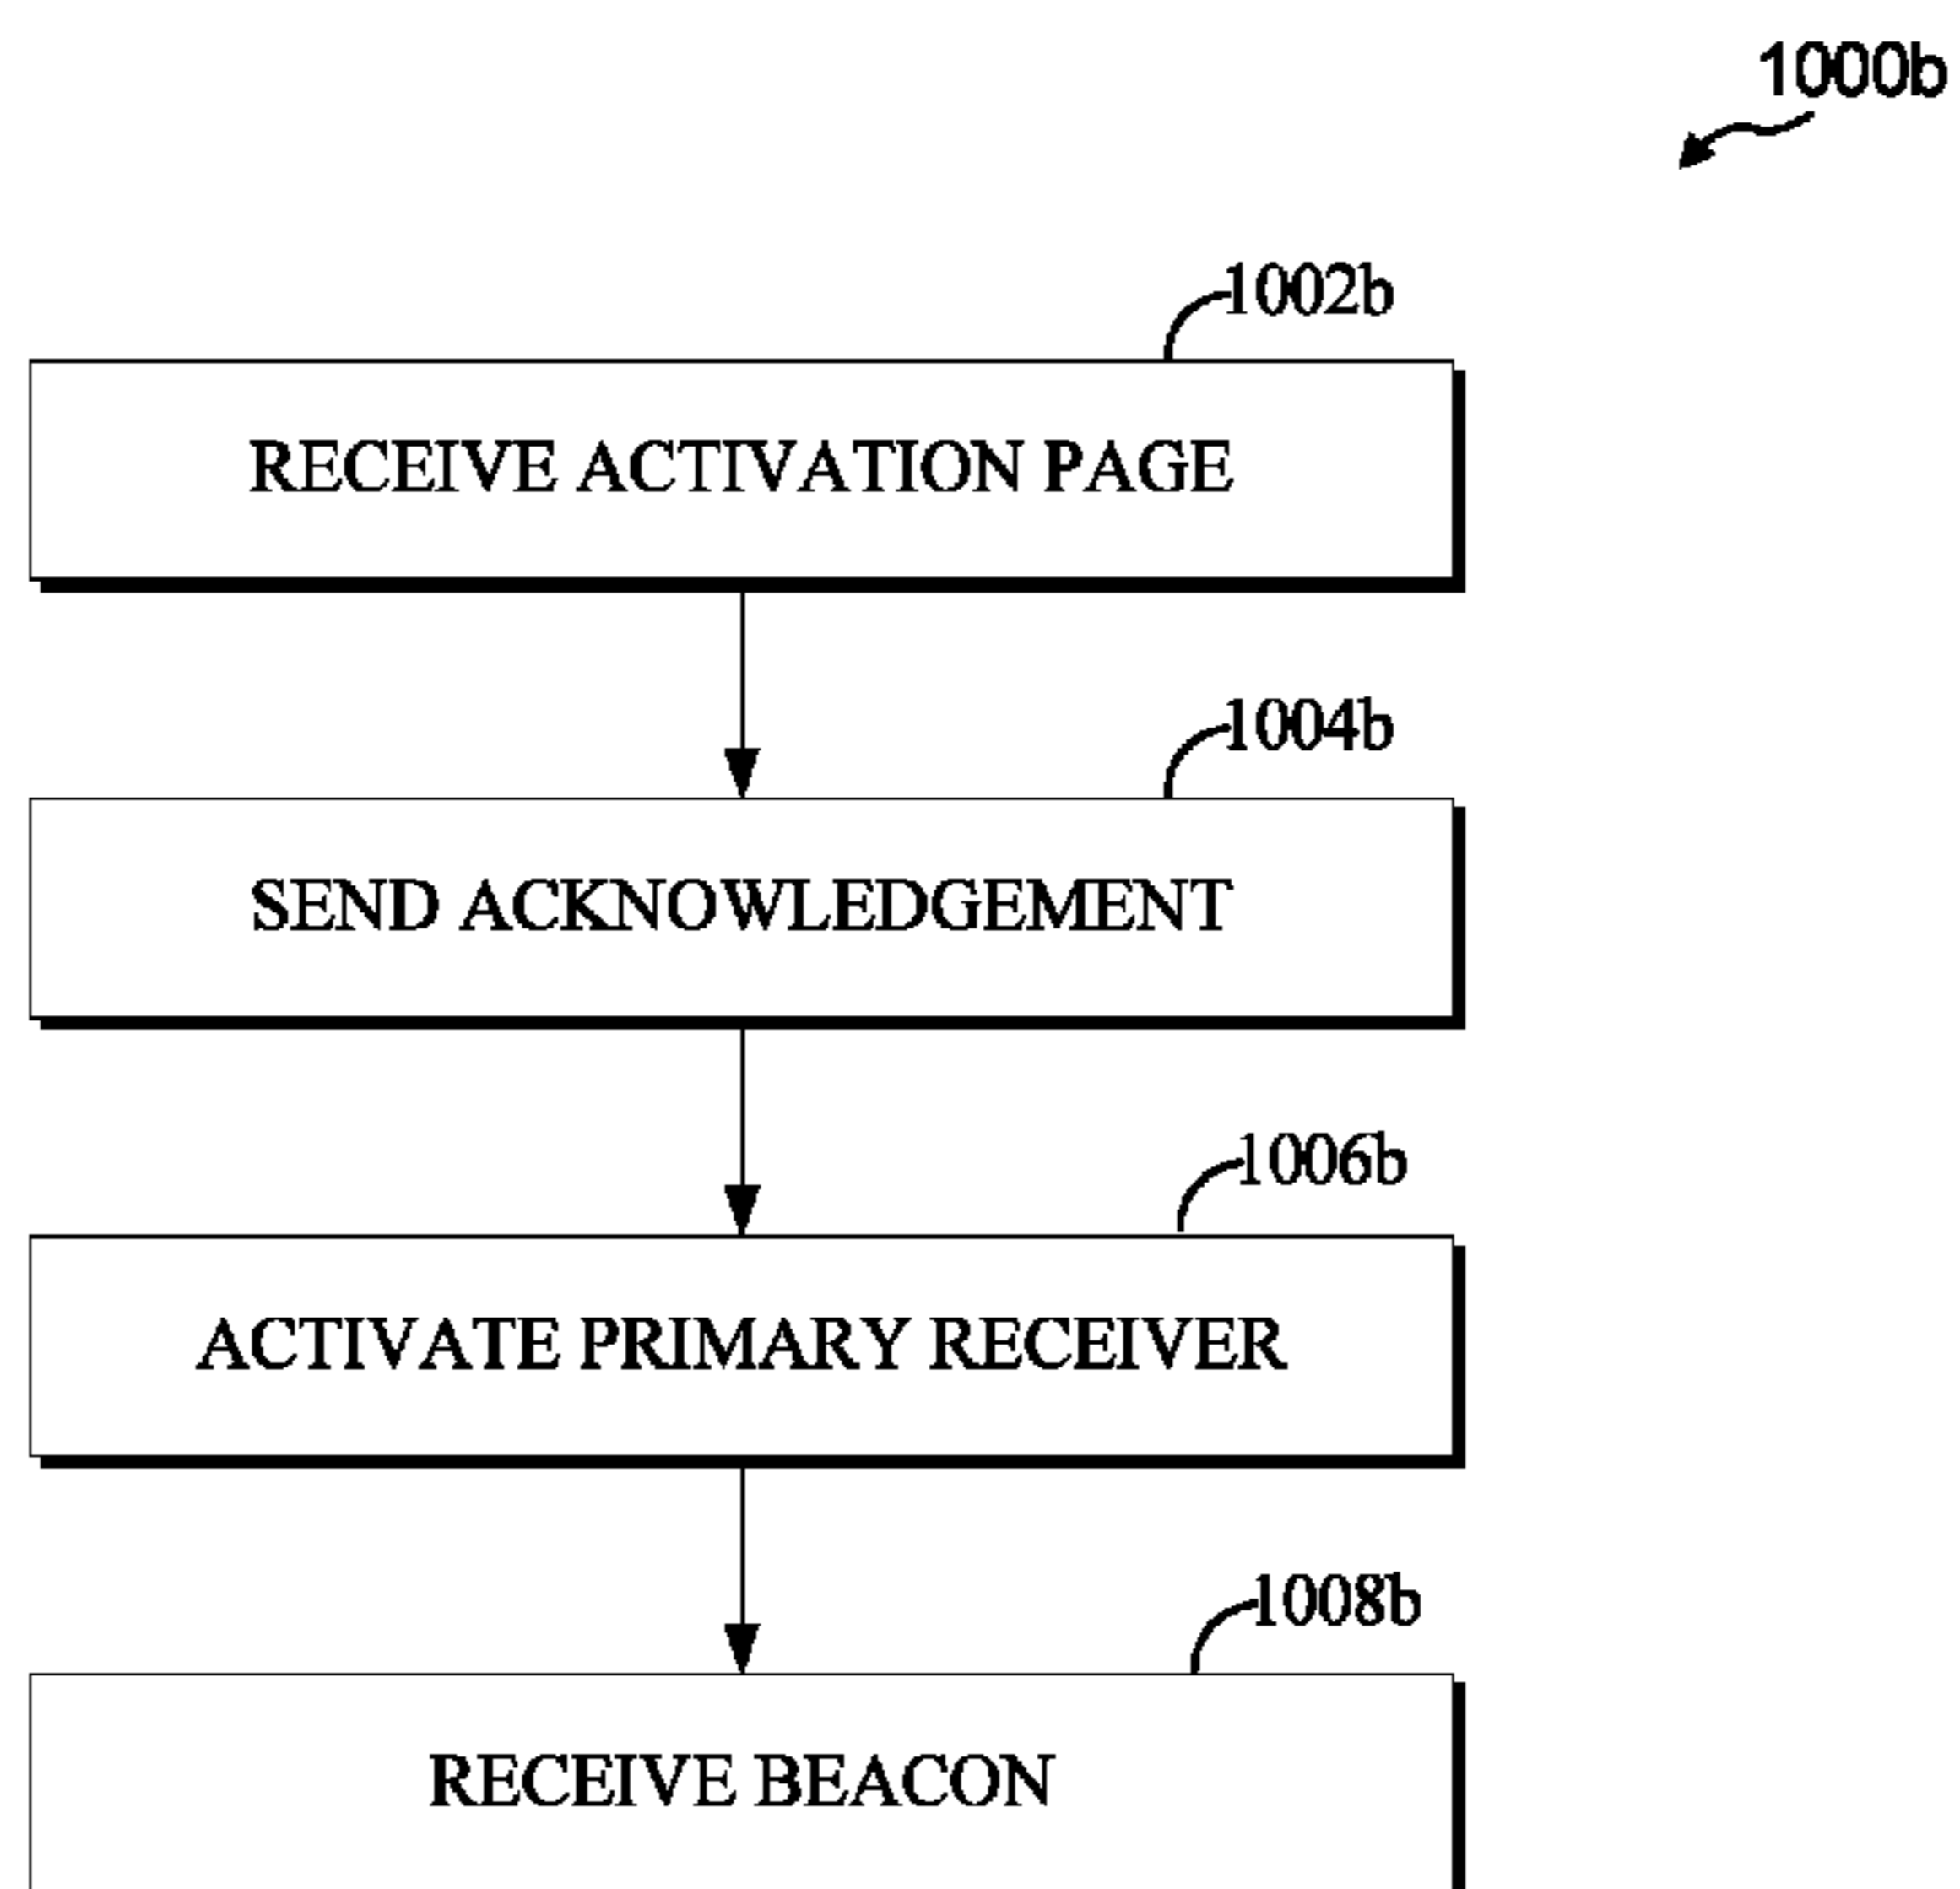 1000b
1002b
RECEIVE ACTIVATION PAGE
1004b
SEND ACKNOWLEDGEMENT
1006b
ACTIVATE PRIMARY RECEIVER
1008b
RECEIVE BEACON